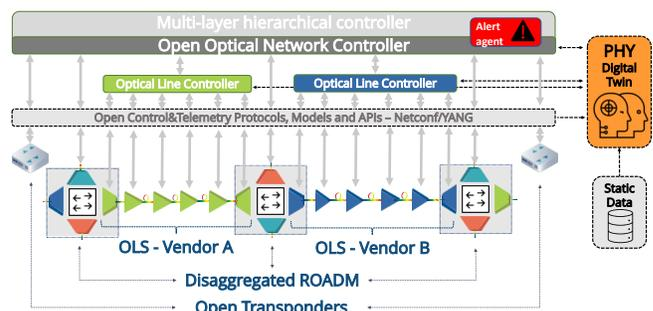 Multi-layer hierarchical controller
Alert
agent
Open Optical Network Controller
PHY
Digital
Twin
Optical Line Controller
Optical Line Controller
Open Control&Telemetry Protocols, Models and APIs – Netconf/YANG
Static
Data
OLS - Vendor A
OLS - Vendor B
Disaggregated ROADM
Open Transponders